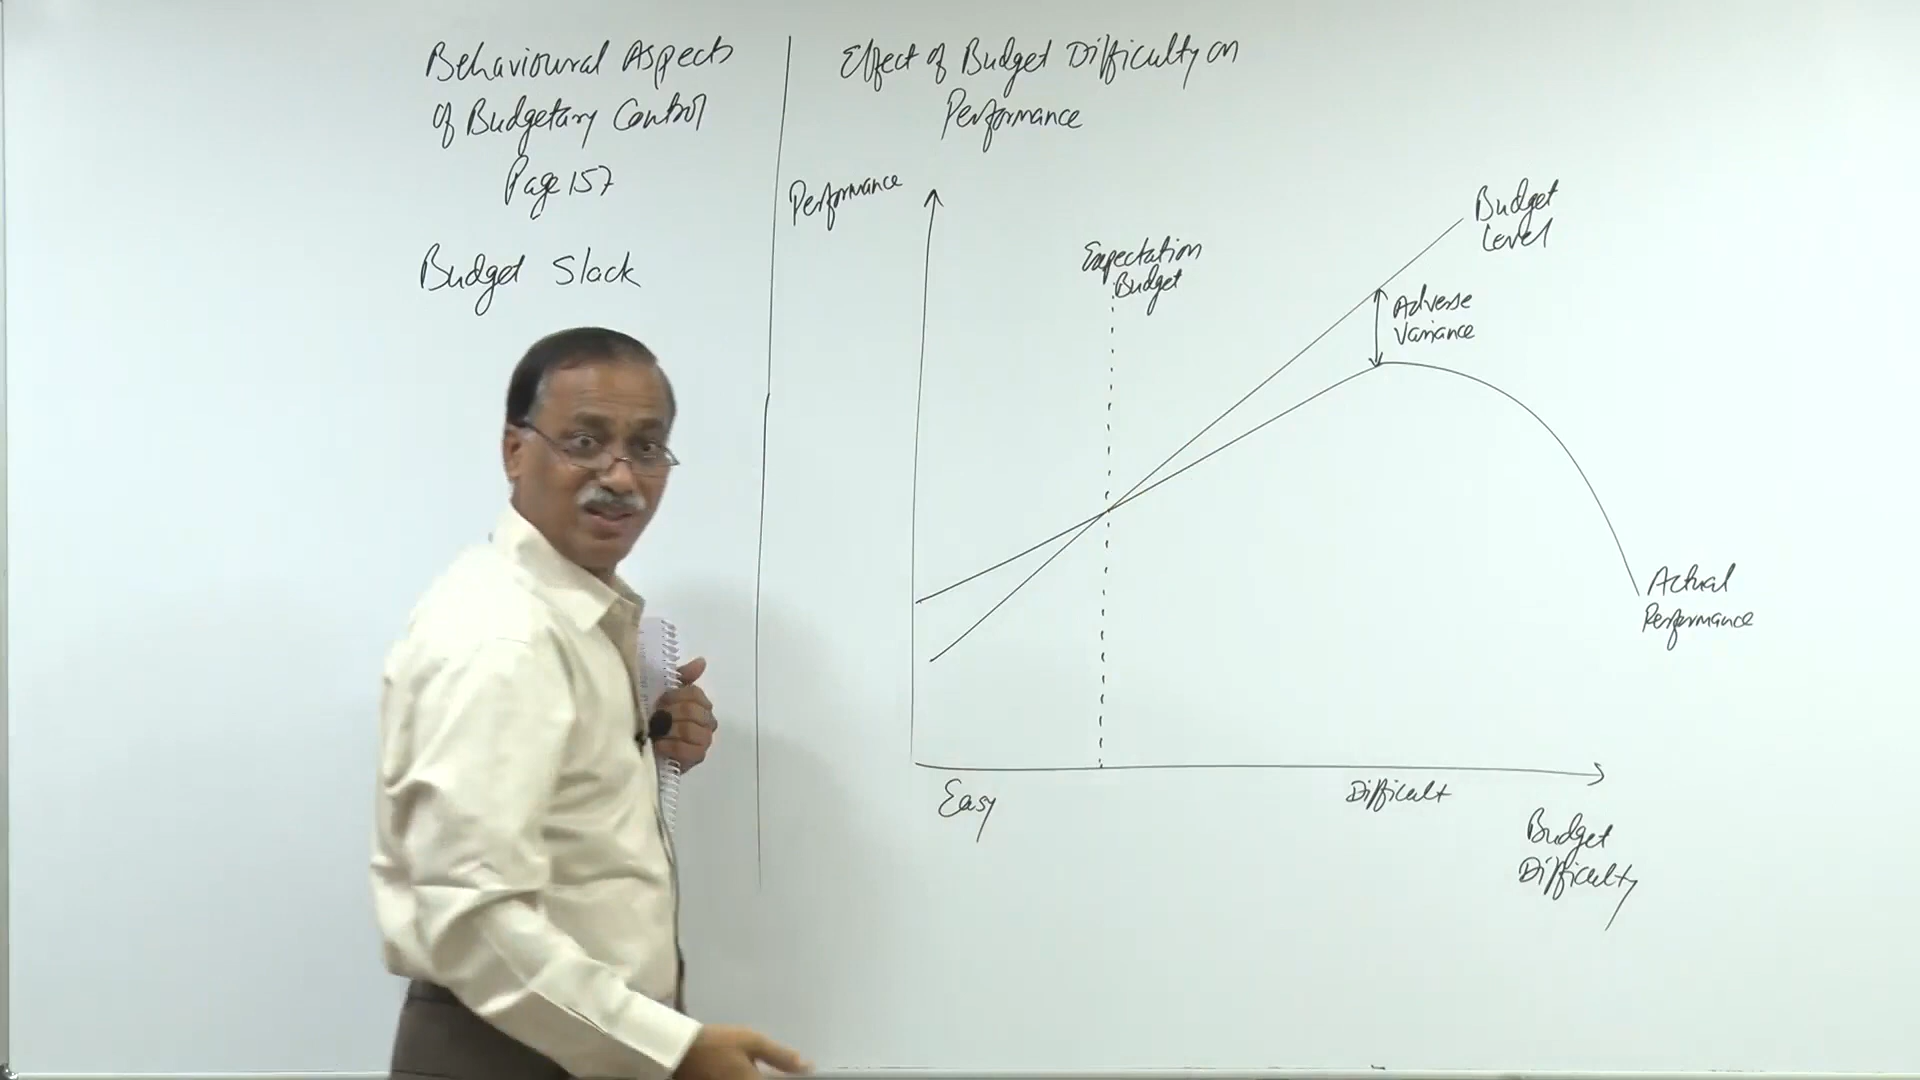 Behavioural Aspects
of Budgetary Control
Page 157
Budget Slack
Effect of Budget Difficulty on
Performance
Performance
Expectation
Budget
Budget
Level
Adverse
Variance
Actual
Performance
Easy
Difficult
Budget
Difficulty